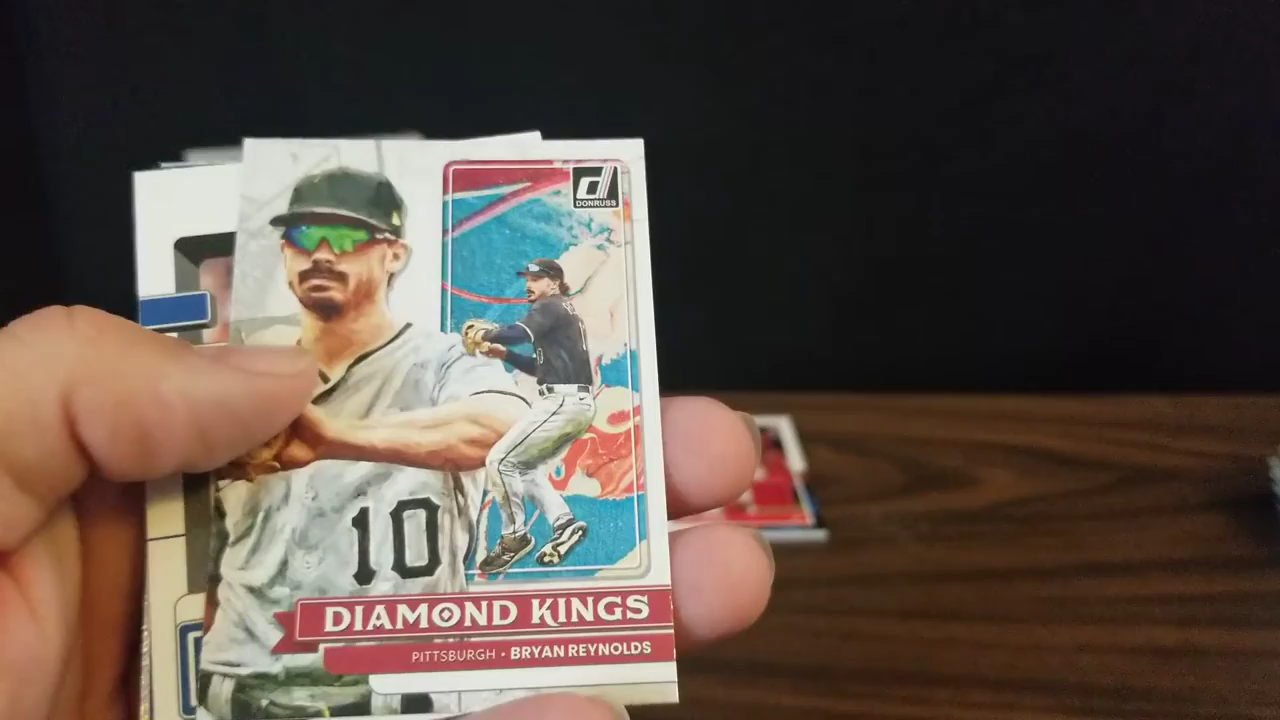 d
DONRUSS
10
DIAMOND KINGS
PITTSBURGH • BRYAN REYNOLDS